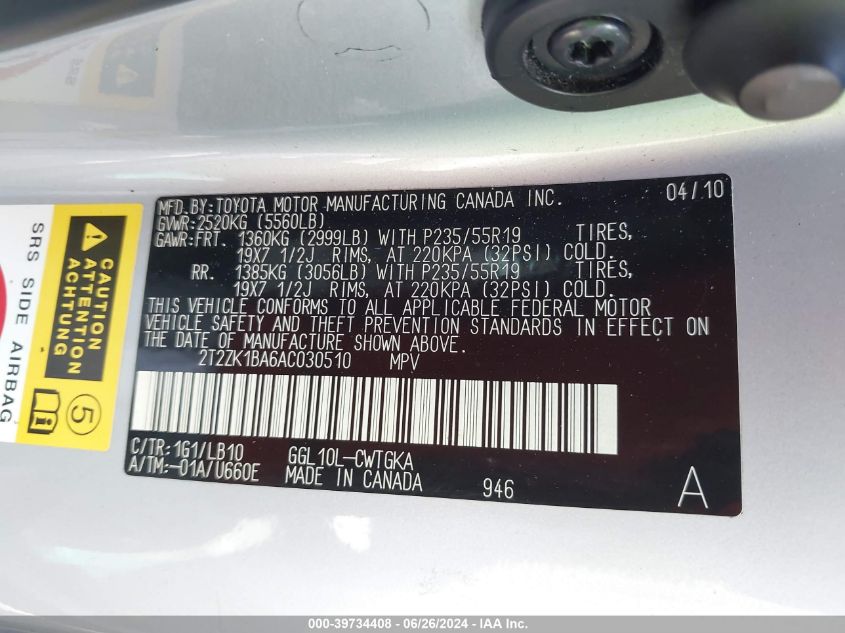 MFD.BY:TOYOTA MOTOR MANUFACTURING CANADA INC. 04/10
GVWR:2520KG (5560LB)
GAWR:FRT. 1360KG (2999LB) WITH P235/55R19 TIRES,
19X7 1/2J RIMS, AT 220KPA (32PSI) COLD.
RR. 1385KG (3056LB) WITH P235/55R19 TIRES,
19X7 1/2J RIMS, AT 220KPA (32PSI) COLD.
THIS VEHICLE CONFORMS TO ALL APPLICABLE FEDERAL MOTOR
VEHICLE SAFETY AND THEFT PREVENTION STANDARDS IN EFFECT ON
THE DATE OF MANUFACTURE SHOWN ABOVE.
2T2ZK1BA6AC030510 MPV
C/TR:1G1/LB10 GGL10L-CWTGKA
A/TM:-01A/U660E MADE IN CANADA 946 A
SRS SIDE AIRBAG
CAUTION
ATTENTION
ACHTUNG
5
000-39734408 / 06/26/2024 - IAA Inc.